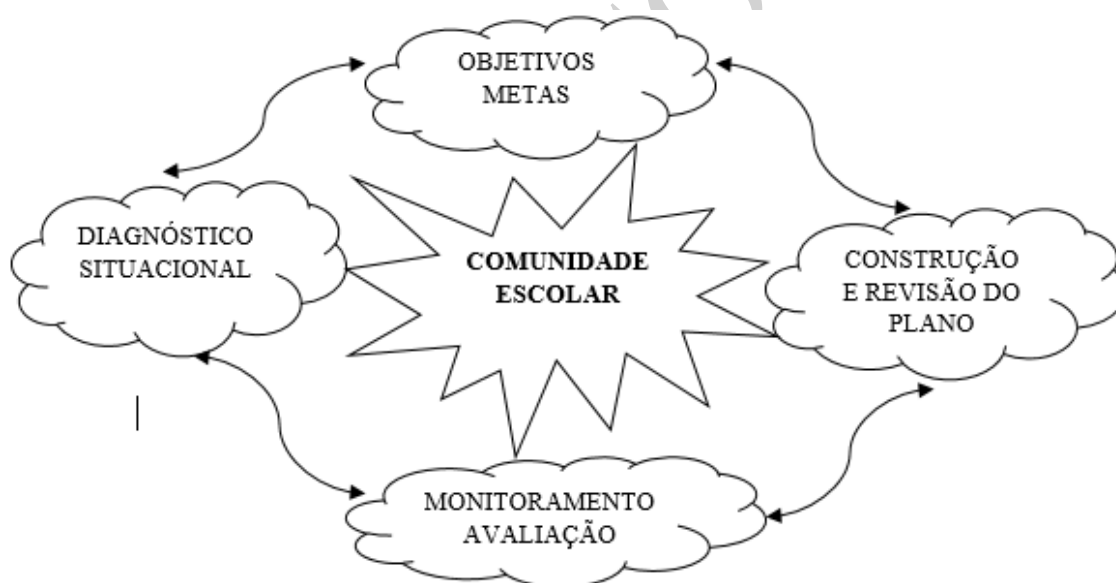 OBJETIVOS
METAS
DIAGNÓSTICO
SITUACIONAL
COMUNIDADE
ESCOLAR
CONSTRUÇÃO
E REVISÃO DO
PLANO
MONITORAMENTO
AVALIAÇÃO